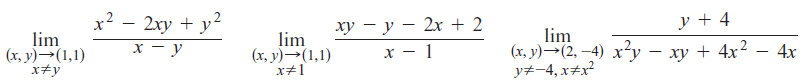 lim (x, y)→(1,1) x≠y  x² − 2xy + y² / x − y
lim (x, y)→(1,1) x≠1  xy − y − 2x + 2 / x − 1
lim (x, y)→(2, −4) y≠−4, x≠x²  y + 4 / x²y − xy + 4x² − 4x